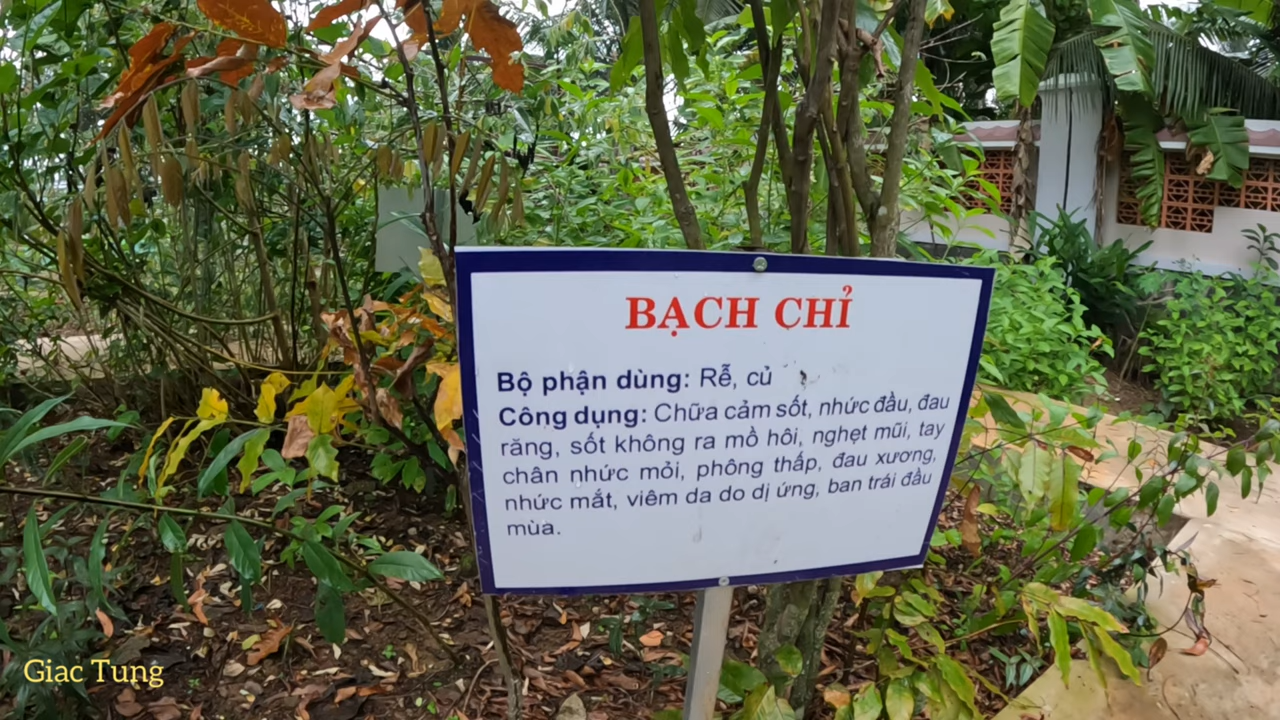 BẠCH CHỈ
Bộ phận dùng: Rễ, củ
Công dụng: Chữa cảm sốt, nhức đầu, đau
răng, sốt không ra mồ hôi, nghẹt mũi, tay
chân nhức mỏi, phông thấp, đau xương,
nhức mắt, viêm da do dị ứng, ban trái đầu
mùa.
Giac Tung